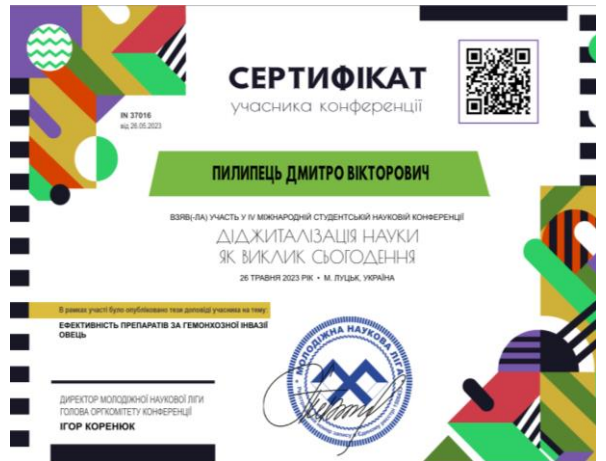 СЕРТИФІКАТ
учасника конференції
IN 37016
від 26.05.2023
ПИЛИПЕЦЬ ДМИТРО ВІКТОРОВИЧ
ВЗЯВ(-ЛА) УЧАСТЬ У IV МІЖНАРОДНІЙ СТУДЕНТСЬКІЙ НАУКОВІЙ КОНФЕРЕНЦІЇ
ДІДЖИТАЛІЗАЦІЯ НАУКИ
ЯК ВИКЛИК СЬОГОДЕННЯ
26 ТРАВНЯ 2023 РІК • М. ЛУЦЬК, УКРАЇНА
В рамках участі було опубліковано тези доповіді учасника на тему:
ЕФЕКТИВНІСТЬ ПРЕПАРАТІВ ЗА ГЕМОНХОЗНОЇ ІНВАЗІЇ
ОВЕЦЬ
МОЛОДІЖНА НАУКОВА ЛІГА
ДИРЕКТОР МОЛОДІЖНОЇ НАУКОВОЇ ЛІГИ
ГОЛОВА ОРГКОМІТЕТУ КОНФЕРЕНЦІЇ
ІГОР КОРЕНЮК